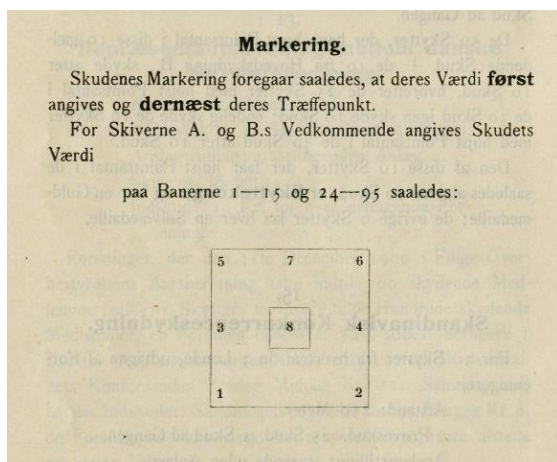 Markering.
Skudenes Markering foregaar saaledes, at deres Værdi først
angives og dernæst deres Træffepunkt.
For Skiverne A. og B.s Vedkommende angives Skudets
Værdi
paa Banerne 1—15 og 24—95 saaledes:
5 7 6
3 8 4
1 2